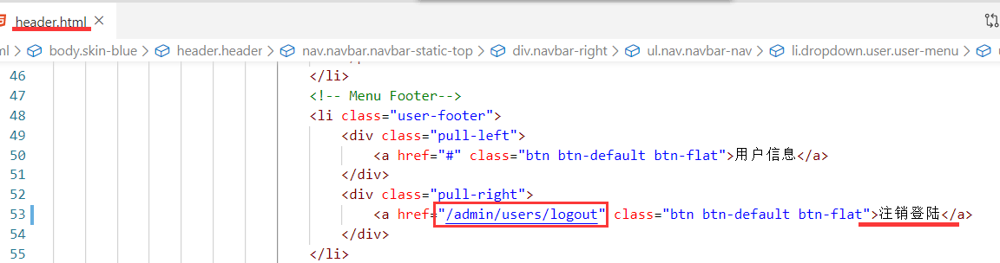 header.html
ml > body.skin-blue > header.header > nav.navbar.navbar-static-top > div.navbar-right > ul.nav.navbar-nav > li.dropdown.user.user-menu >
46 </li>
47 <!-- Menu Footer-->
48 <li class="user-footer">
49 <div class="pull-left">
50 <a href="#" class="btn btn-default btn-flat">用户信息</a>
51 </div>
52 <div class="pull-right">
53 <a href="/admin/users/logout" class="btn btn-default btn-flat">注销登陆</a>
54 </div>
55 </li>